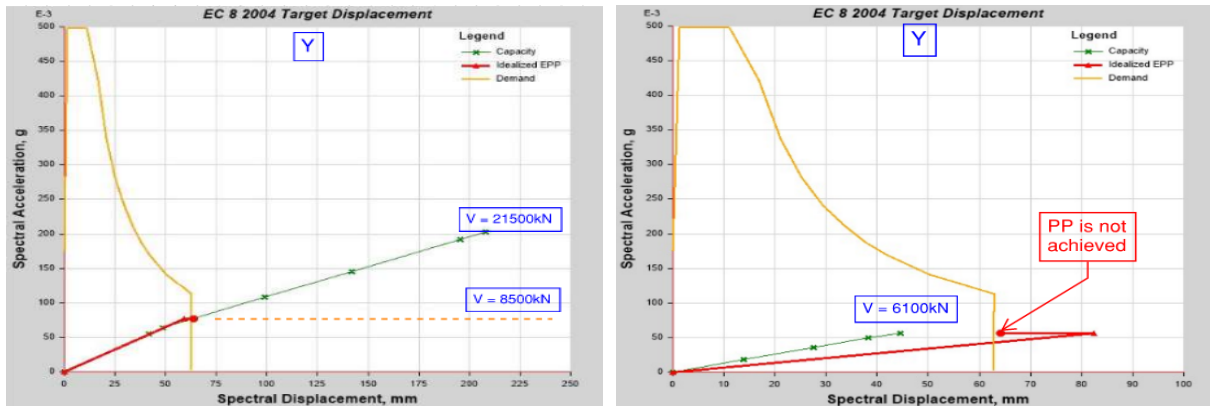 EC 8 2004 Target Displacement
E-3
500
450
400
350
300
250
200
150
100
50
0
Spectral Acceleration, g
Y
Legend
Capacity
Idealized EPP
Demand
V = 21500kN
V = 8500kN
0 25 50 75 100 125 150 175 200 225 250
Spectral Displacement, mm
EC 8 2004 Target Displacement
E-3
500
450
400
350
300
250
200
150
100
50
0
Spectral Acceleration, g
Y
Legend
Capacity
Idealized EPP
Demand
PP is not
achieved
V = 6100kN
0 10 20 30 40 50 60 70 80 90 100
Spectral Displacement, mm